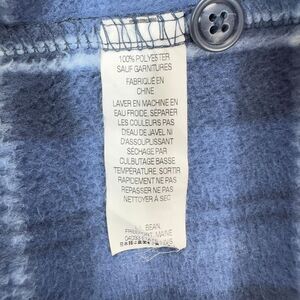 100% POLYESTER
SAUF GARNITURES
FABRIQUÉ EN
CHINE
LAVER EN MACHINE EN
EAU FROIDE, SÉPARER
LES COULEURS PAS
D'EAU DE JAVEL NI
D'ASSOUPLISSANT
SÉCHAGE PAR
CULBUTAGE BASSE
TEMPÉRATURE, SORTIR
RAPIDEMENT NE PAS
REPASSER NE PAS
NETTOYER À SEC
BEAN,
MAINE